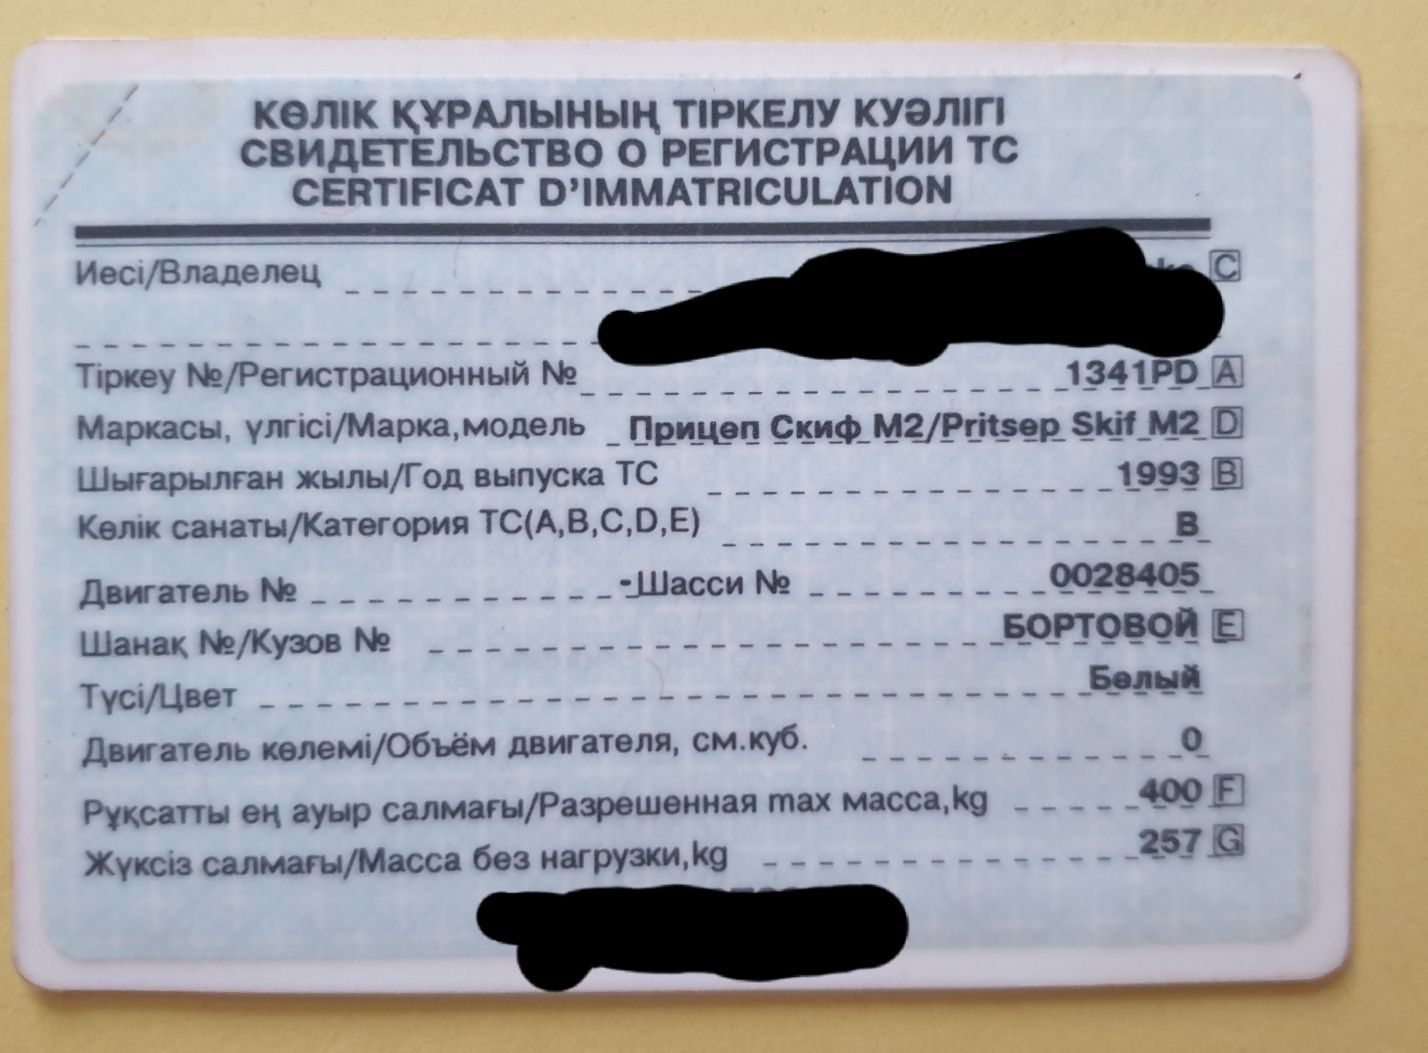 КӨЛІК ҚҰРАЛЫНЫҢ ТІРКЕЛУ КУӘЛІГІ
СВИДЕТЕЛЬСТВО О РЕГИСТРАЦИИ ТС
CERTIFICAT D'IMMATRICULATION
Иесі/Владелец C
Тіркеу №/Регистрационный № 1341PD A
Маркасы, үлгісі/Марка,модель Прицеп Скиф М2/Pritsep Skif M2 D
Шығарылған жылы/Год выпуска ТС 1993 B
Көлік санаты/Категория ТС(A,B,C,D,E) B
Двигатель № - Шасси № 0028405
Шанақ №/Кузов № БОРТОВОЙ E
Түсі/Цвет Белый
Двигатель көлемі/Объём двигателя, см.куб. 0
Рұқсатты ең ауыр салмағы/Разрешенная max масса,kg 400 F
Жүксіз салмағы/Масса без нагрузки,kg 257 G